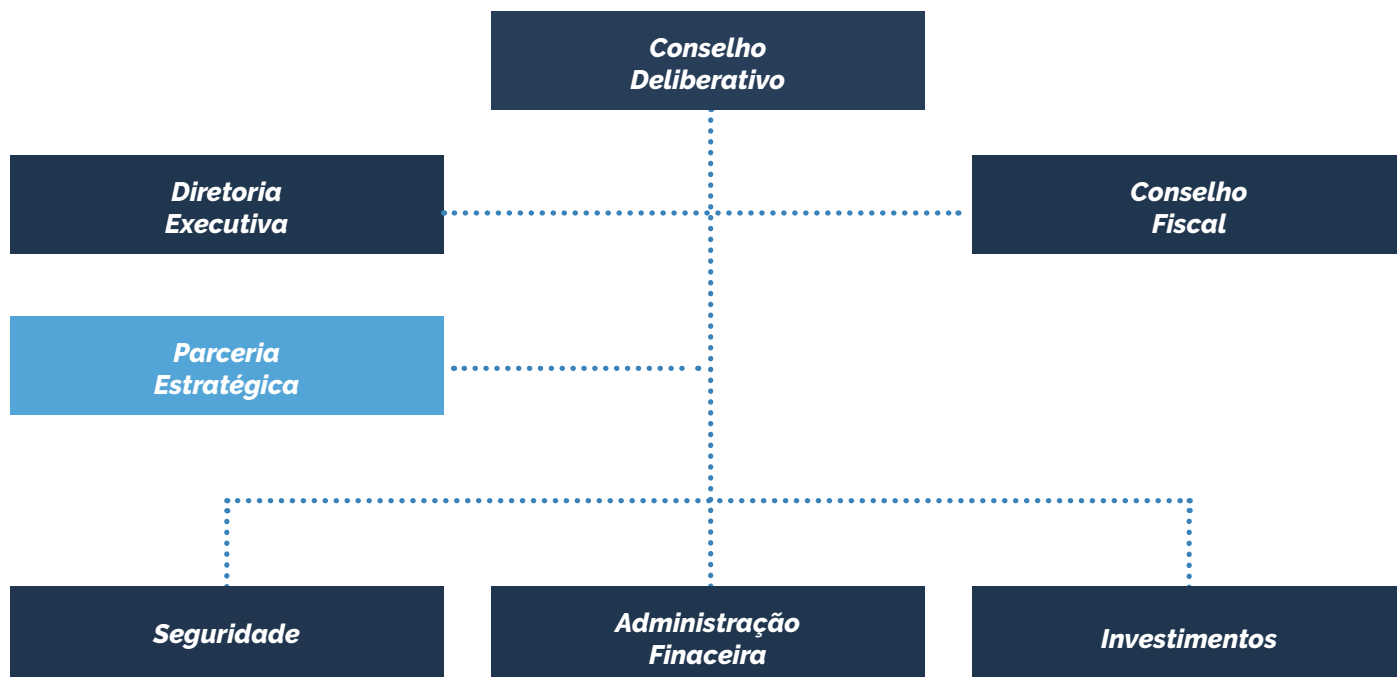 Conselho
Deliberativo
Diretoria
Executiva
Conselho
Fiscal
Parceria
Estratégica
Seguridade
Administração
Finaceira
Investimentos